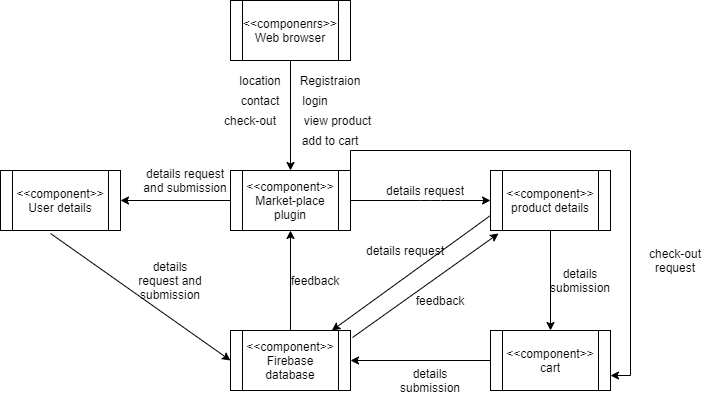 <<componenrs>>
Web browser
location
Registraion
contact
login
check-out
view product
add to cart
details request
and submission
<<component>>
User details
<<component>>
Market-place
plugin
details request
<<component>>
product details
check-out
request
details request
details
request and
submission
feedback
feedback
details
submission
<<component>>
Firebase
database
details
submission
<<component>>
cart